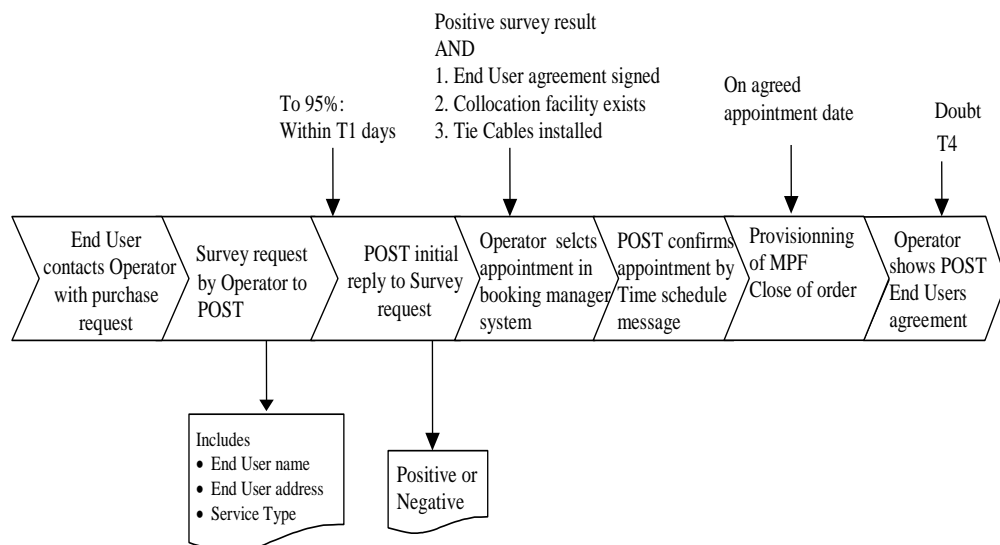 Positive survey result
AND
1. End User agreement signed
2. Collocation facility exists
3. Tie Cables installed
To 95%:
Within T1 days
On agreed
appointment date
Doubt
T4
End User
contacts Operator
with purchase
request
Survey request
by Operator to
POST
POST initial
reply to Survey
request
Operator selcts
appointment in
booking manager
system
POST confirms
appointment by
Time schedule
message
Provisionning
of MPF
Close of order
Operator
shows POST
End Users
agreement
Includes
• End User name
• End User address
• Service Type
Positive or
Negative